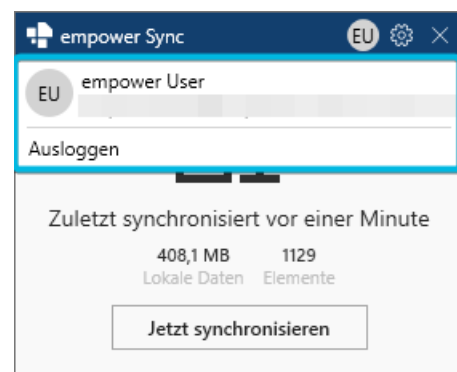 empower Sync EU
EU empower User
Ausloggen
Zuletzt synchronisiert vor einer Minute
408,1 MB 1129
Lokale Daten Elemente
Jetzt synchronisieren